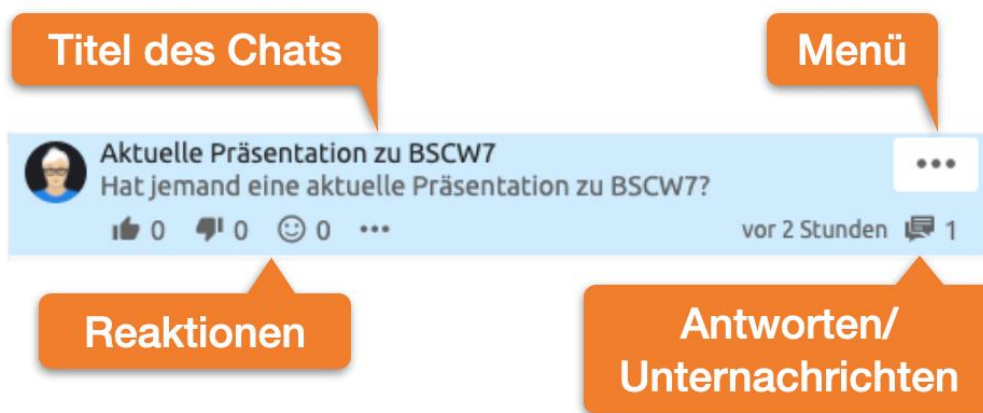 Titel des Chats
Menü
Aktuelle Präsentation zu BSCW7
Hat jemand eine aktuelle Präsentation zu BSCW7?
0 0 0 ••• vor 2 Stunden 1
Reaktionen
Antworten/
Unternachrichten